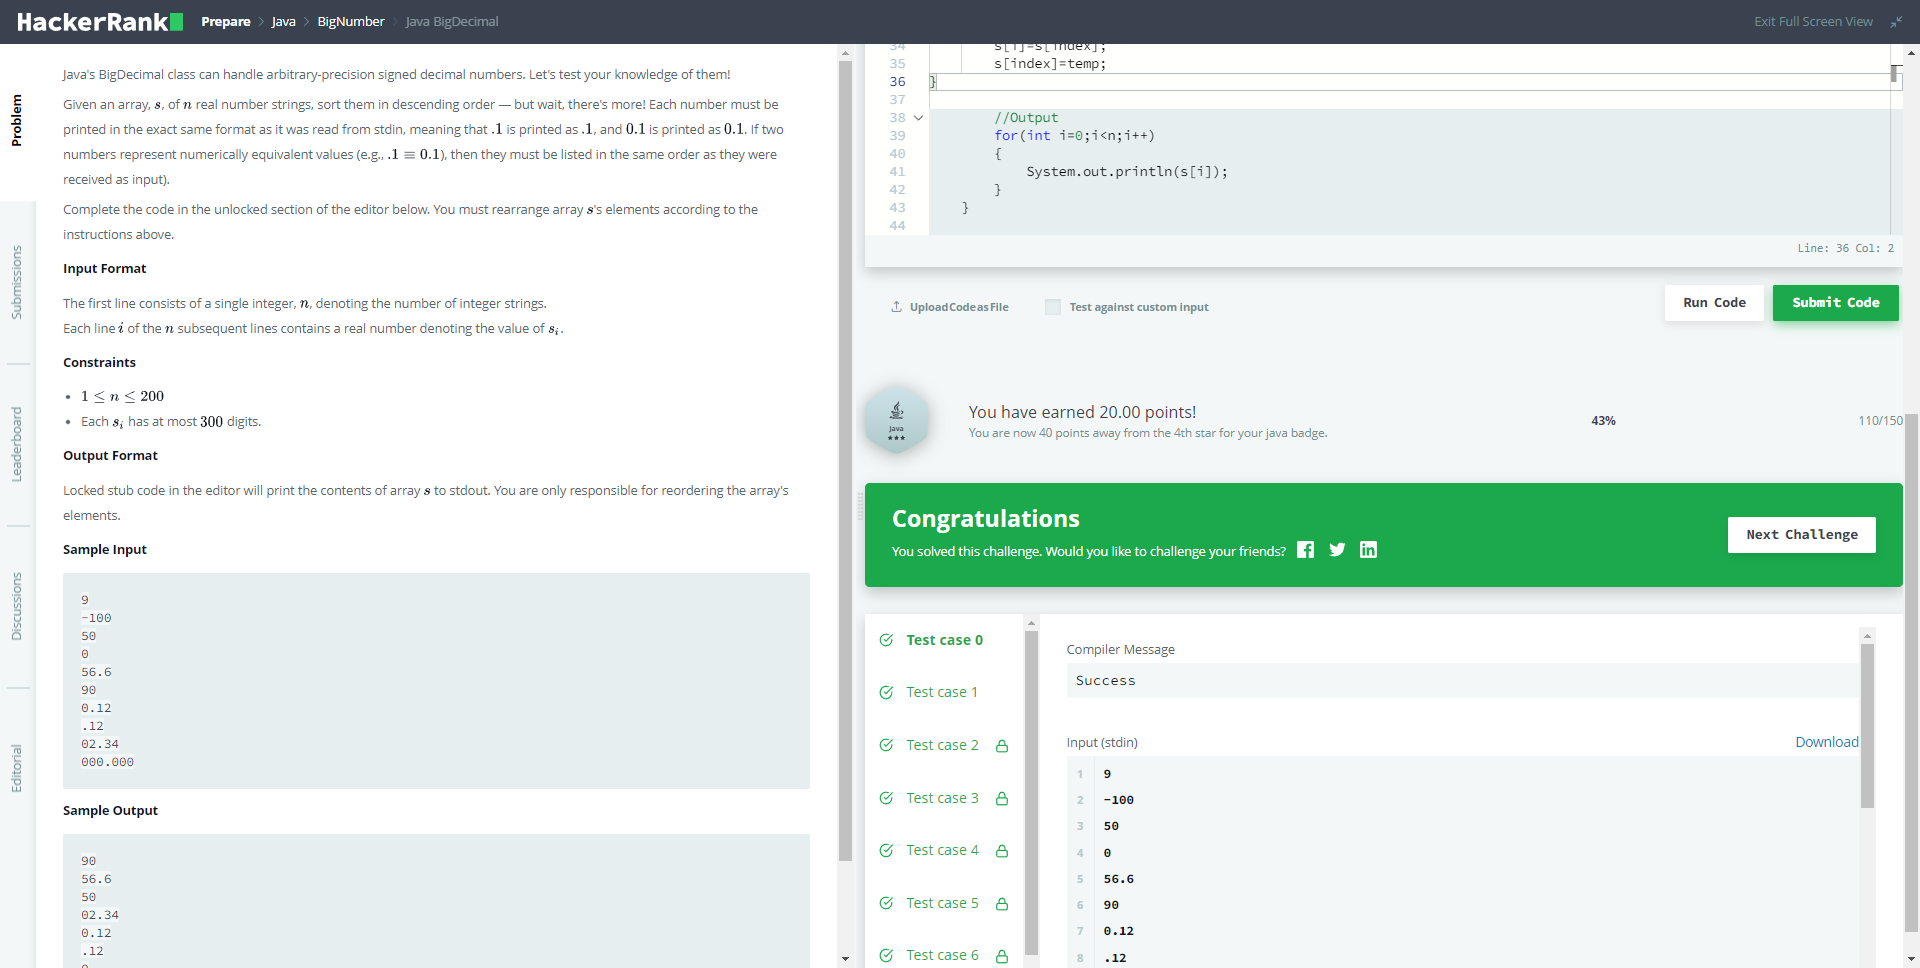 HackerRank Prepare > Java > BigNumber > Java BigDecimal Exit Full Screen View
Problem
Submissions
Leaderboard
Discussions
Editorial
Java's BigDecimal class can handle arbitrary-precision signed decimal numbers. Let's test your knowledge of them!
Given an array, s, of n real number strings, sort them in descending order — but wait, there's more! Each number must be
printed in the exact same format as it was read from stdin, meaning that .1 is printed as .1, and 0.1 is printed as 0.1. If two
numbers represent numerically equivalent values (e.g., .1 ≡ 0.1), then they must be listed in the same order as they were
received as input).
Complete the code in the unlocked section of the editor below. You must rearrange array s's elements according to the
instructions above.
Input Format
The first line consists of a single integer, n, denoting the number of integer strings.
Each line i of the n subsequent lines contains a real number denoting the value of sᵢ.
Constraints
• 1 ≤ n ≤ 200
• Each sᵢ has at most 300 digits.
Output Format
Locked stub code in the editor will print the contents of array s to stdout. You are only responsible for reordering the array's
elements.
Sample Input
9
-100
50
0
56.6
90
0.12
.12
02.34
000.000
Sample Output
90
56.6
50
02.34
0.12
.12
0
34 s[i]=s[index];
35 s[index]=temp;
36 }
37
38 //Output
39 for(int i=0;i<n;i++)
40 {
41 System.out.println(s[i]);
42 }
43 }
44
Line: 36 Col: 2
Upload Code as File Test against custom input Run Code Submit Code
Java
You have earned 20.00 points!
You are now 40 points away from the 4th star for your java badge.
43% 110/150
Congratulations
You solved this challenge. Would you like to challenge your friends?
Next Challenge
Test case 0
Test case 1
Test case 2
Test case 3
Test case 4
Test case 5
Test case 6
Compiler Message
Success
Input (stdin) Download
1 9
2 -100
3 50
4 0
5 56.6
6 90
7 0.12
8 .12